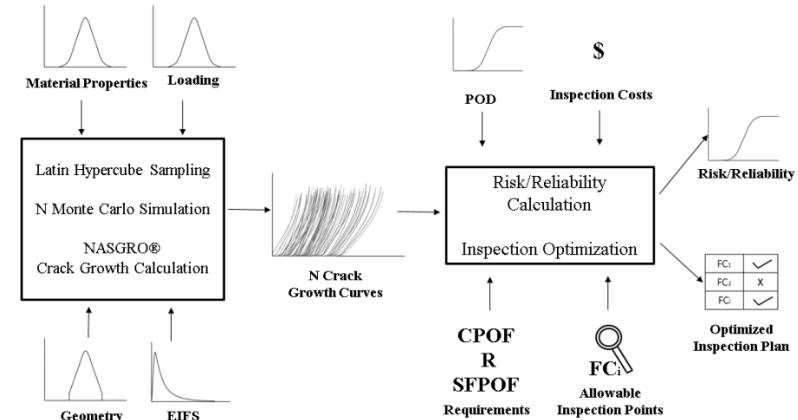 Material Properties
Loading
Latin Hypercube Sampling
N Monte Carlo Simulation
NASGRO®
Crack Growth Calculation
Geometry
EIFS
N Crack
Growth Curves
POD
$
Inspection Costs
Risk/Reliability
Calculation
Inspection Optimization
CPOF
R
SFPOF
Requirements
FCi
Allowable
Inspection Points
Risk/Reliability
FC₁
FC₂ X
FCᵢ
Optimized
Inspection Plan